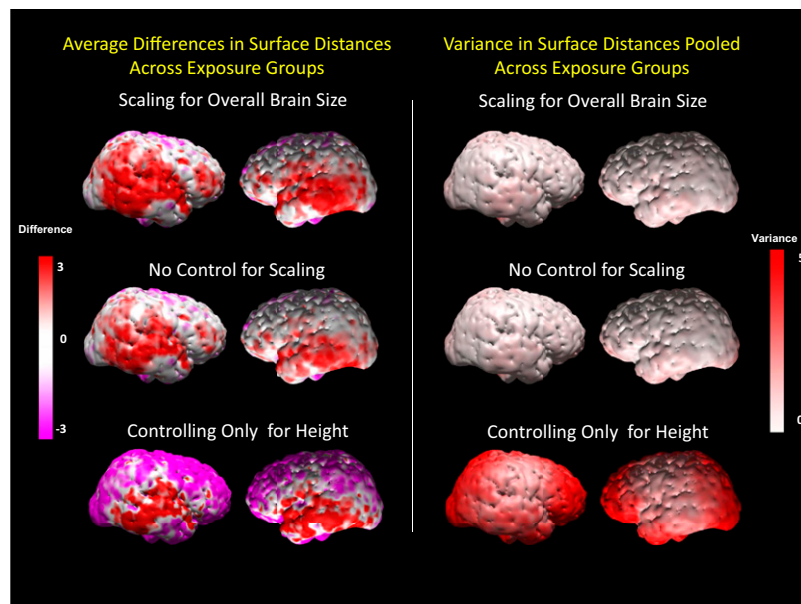 Average Differences in Surface Distances
Across Exposure Groups
Variance in Surface Distances Pooled
Across Exposure Groups
Scaling for Overall Brain Size
Scaling for Overall Brain Size
Difference
3
0
-3
Variance
5
0
No Control for Scaling
No Control for Scaling
Controlling Only for Height
Controlling Only for Height